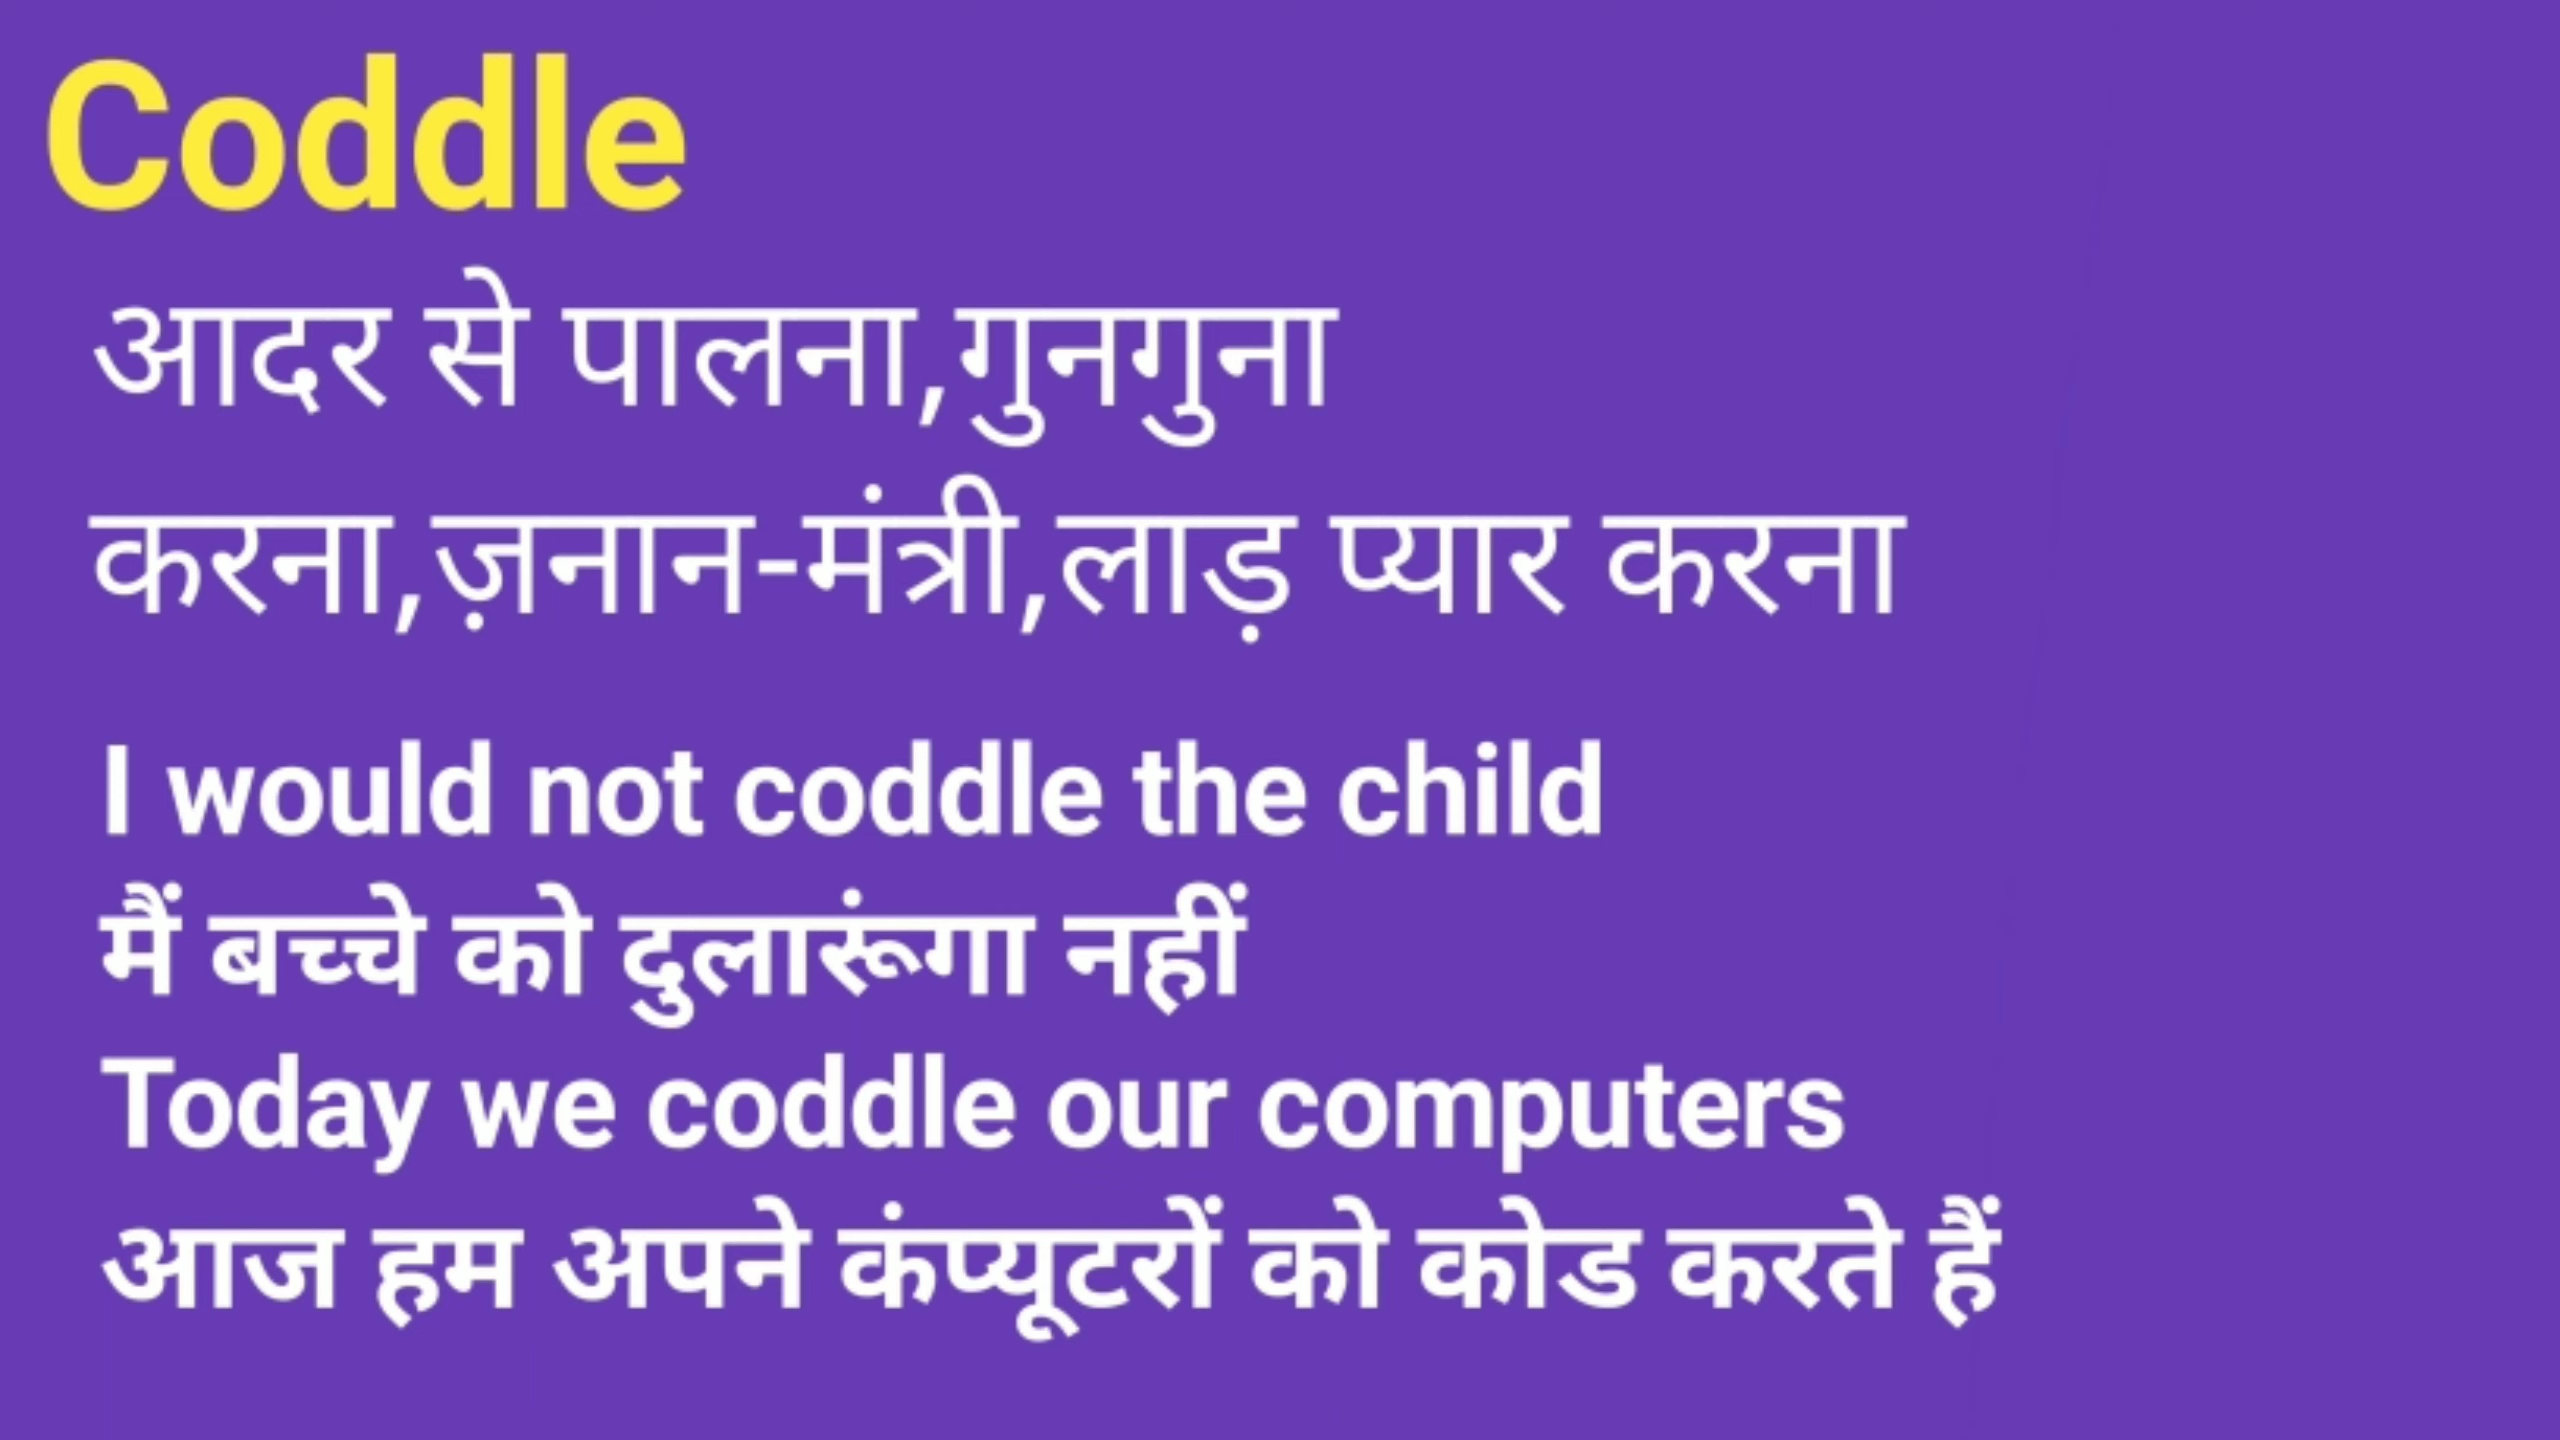 Coddle
आदर से पालना,गुनगुना
करना,ज़नान-मंत्री,लाड़ प्यार करना
I would not coddle the child
मैं बच्चे को दुलारूंगा नहीं
Today we coddle our computers
आज हम अपने कंप्यूटरों को कोड करते हैं